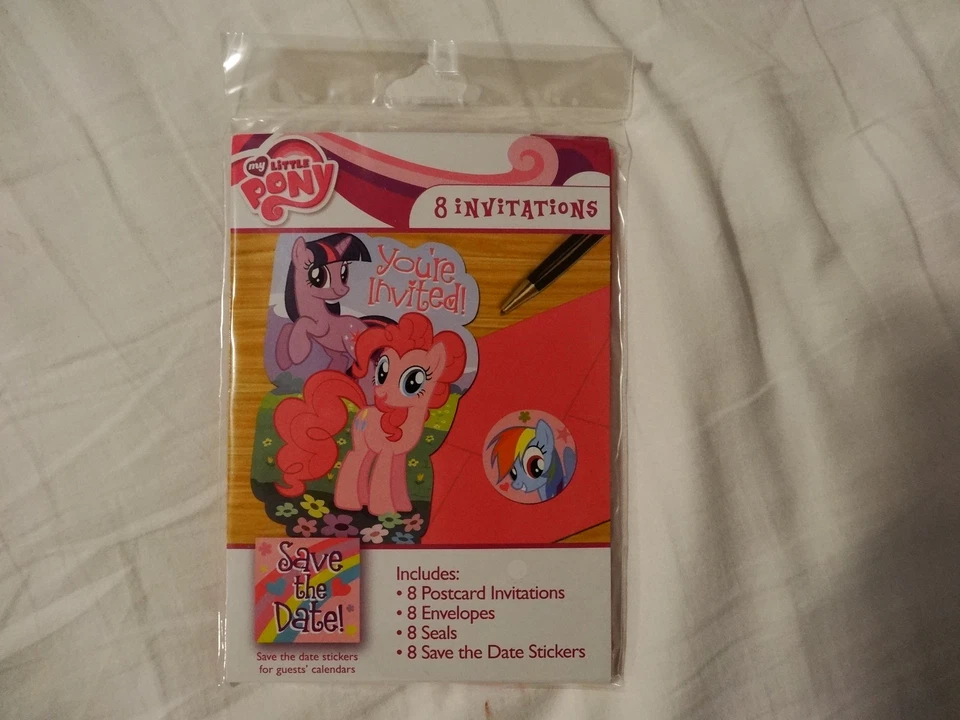 my LITTLE
PONY
8 INVITATIONS
You're
Invited!
Save
the
Date!
Save the date stickers
for guests' calendars
Includes:
• 8 Postcard Invitations
• 8 Envelopes
• 8 Seals
• 8 Save the Date Stickers